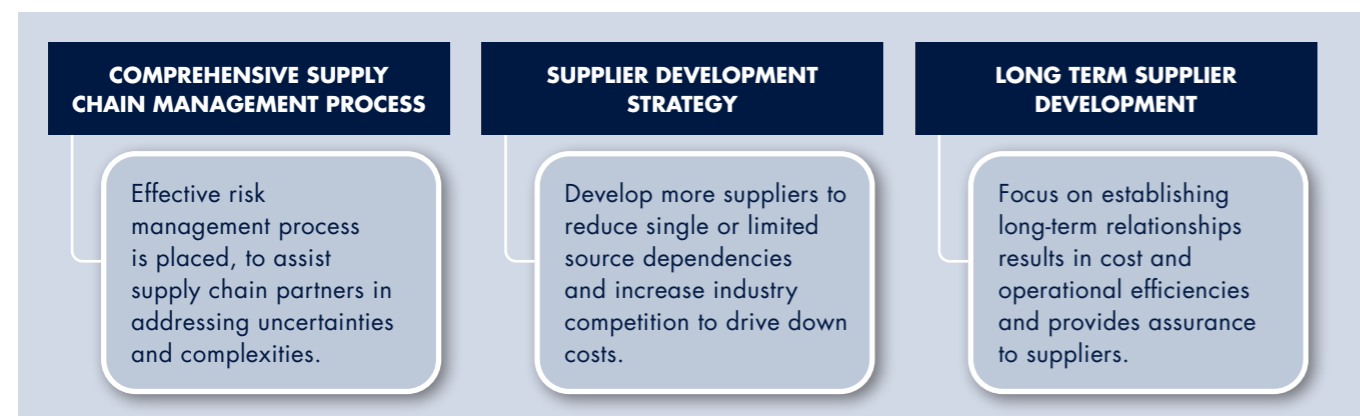 COMPREHENSIVE SUPPLY
CHAIN MANAGEMENT PROCESS
Effective risk
management process
is placed, to assist
supply chain partners in
addressing uncertainties
and complexities.
SUPPLIER DEVELOPMENT
STRATEGY
Develop more suppliers to
reduce single or limited
source dependencies
and increase industry
competition to drive down
costs.
LONG TERM SUPPLIER
DEVELOPMENT
Focus on establishing
long-term relationships
results in cost and
operational efficiencies
and provides assurance
to suppliers.